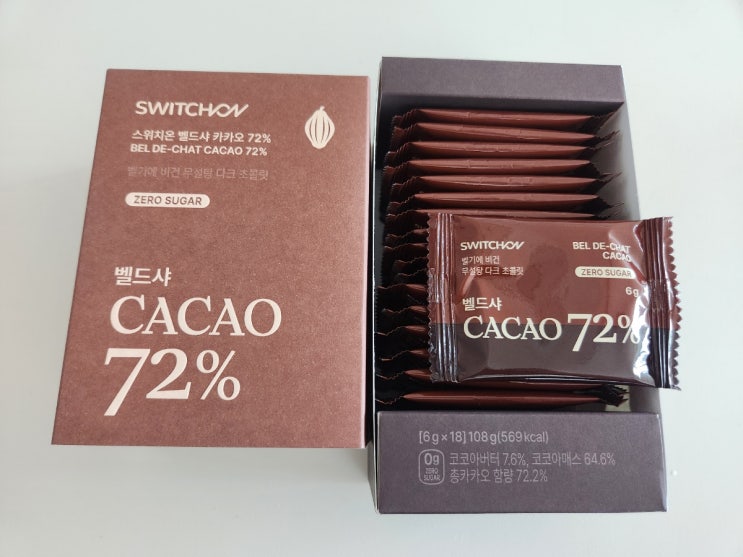 SWITCHON
스위치온 벨드샤 카카오 72%
BEL DE-CHAT CACAO 72%
벨기에 비건 무설탕 다크 초콜릿
ZERO SUGAR
벨드샤
CACAO
72%
SWITCHON
벨기에 비건
무설탕 다크 초콜릿
BEL DE-CHAT
CACAO
ZERO SUGAR
6g
벨드샤
CACAO 72%
[6 g × 18] 108 g (569 kcal)
0g
ZERO
SUGAR
코코아버터 7.6%, 코코아매스 64.6%
총카카오 함량 72.2%